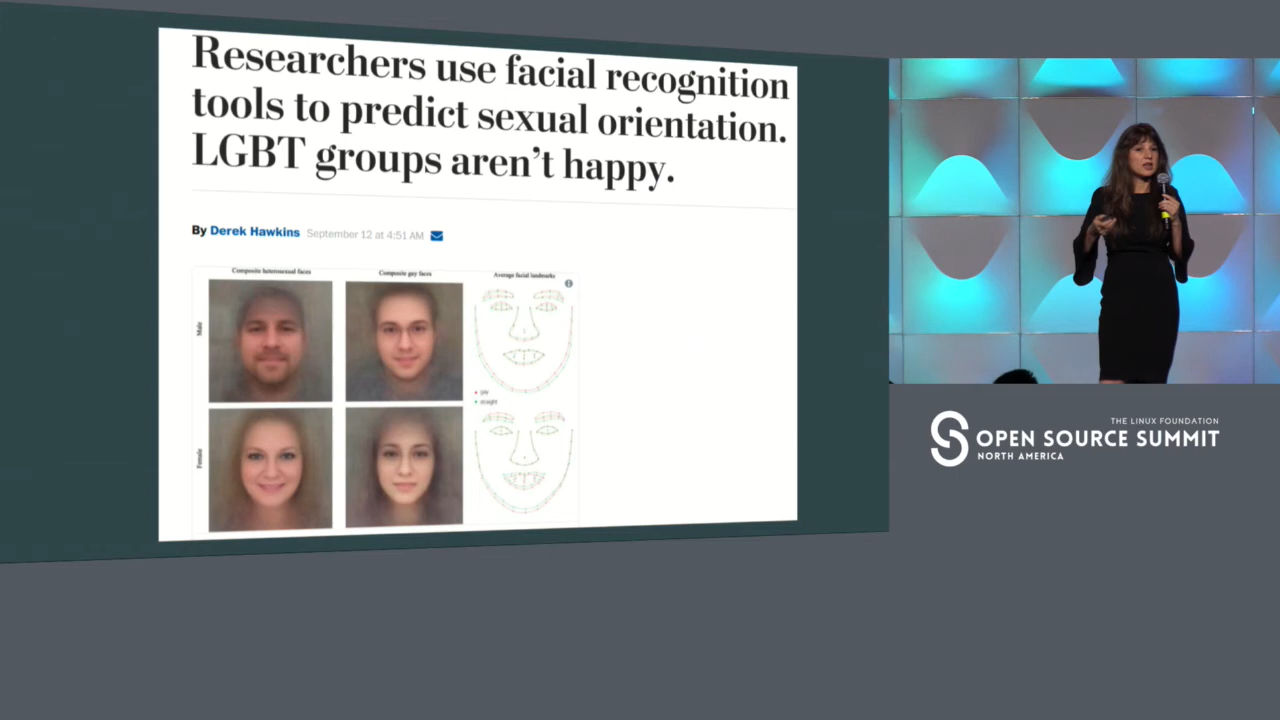 Researchers use facial recognition
tools to predict sexual orientation.
LGBT groups aren't happy.
By Derek Hawkins September 12 at 4:51 AM
Composite heterosexual faces Composite gay faces Average facial landmarks
Male
gay
straight
Female
THE LINUX FOUNDATION
OPEN SOURCE SUMMIT
NORTH AMERICA